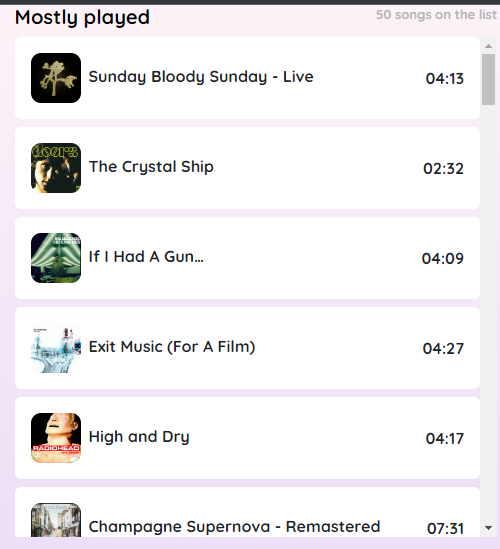 Mostly played
50 songs on the list
Sunday Bloody Sunday - Live
04:13
doors
The Crystal Ship
02:32
If I Had A Gun...
04:09
Exit Music (For A Film)
04:27
RADIOHEAD
High and Dry
04:17
Champagne Supernova - Remastered
07:31